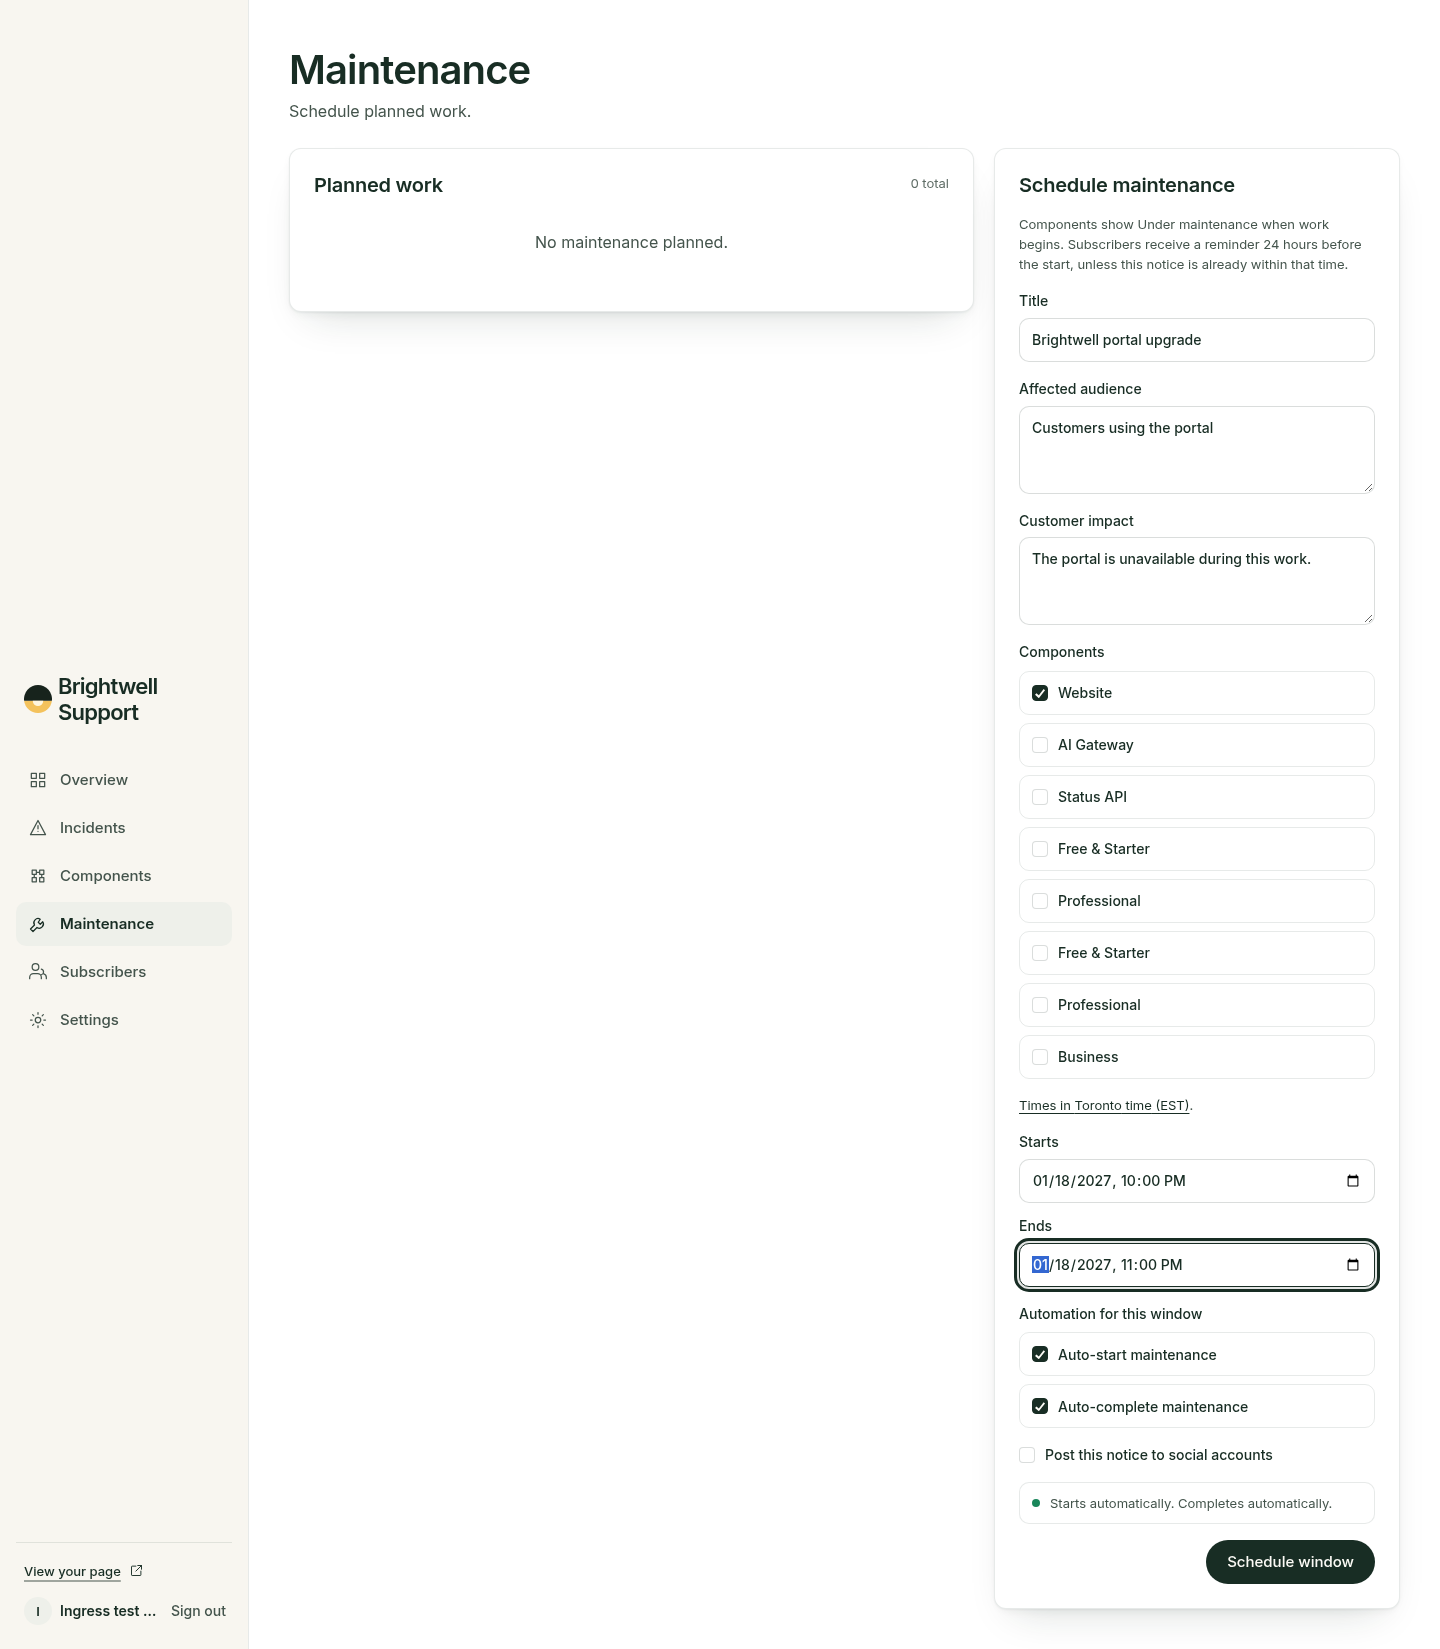 Brightwell
Support
Overview
Incidents
Components
Maintenance
Subscribers
Settings
View your page
I
Ingress test ...
Sign out
Maintenance
Schedule planned work.
Planned work
0 total
No maintenance planned.
Schedule maintenance
Components show Under maintenance when work
begins. Subscribers receive a reminder 24 hours before
the start, unless this notice is already within that time.
Title
Brightwell portal upgrade
Affected audience
Customers using the portal
Customer impact
The portal is unavailable during this work.
Components
Website
AI Gateway
Status API
Free & Starter
Professional
Free & Starter
Professional
Business
Times in Toronto time (EST).
Starts
01/18/2027, 10:00 PM
Ends
01/18/2027, 11:00 PM
Automation for this window
Auto-start maintenance
Auto-complete maintenance
Post this notice to social accounts
Starts automatically. Completes automatically.
Schedule window